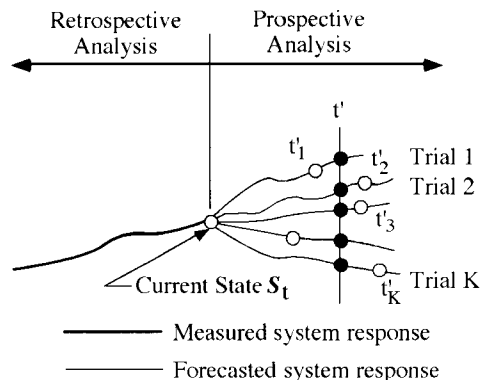 Retrospective Analysis
Prospective Analysis
t'
t'1
t'2
Trial 1
Trial 2
t'3
Current State St
t'K
Trial K
Measured system response
Forecasted system response